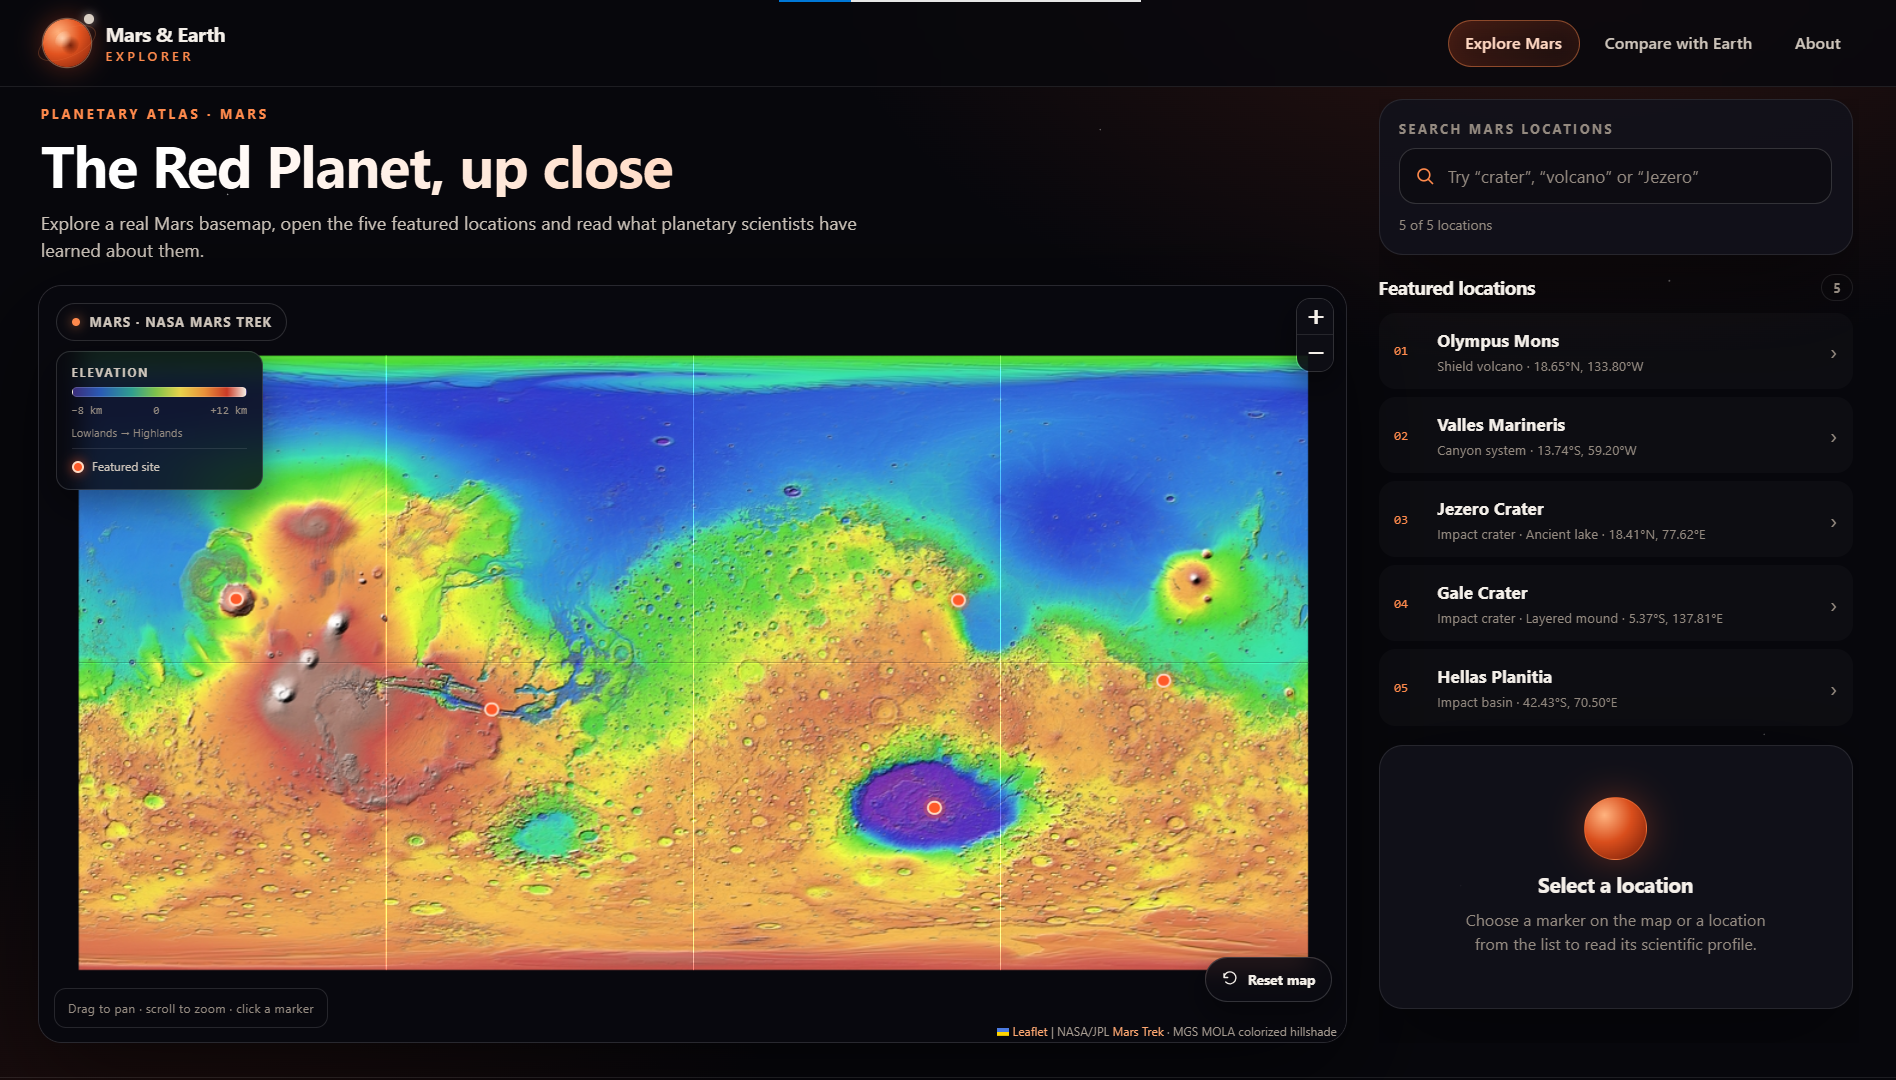 Mars & Earth
EXPLORER
Explore Mars
Compare with Earth
About
PLANETARY ATLAS · MARS
The Red Planet, up close
Explore a real Mars basemap, open the five featured locations and read what planetary scientists have
learned about them.
MARS · NASA MARS TREK
+
−
ELEVATION
−8 km 0 +12 km
Lowlands → Highlands
Featured site
Reset map
Drag to pan · scroll to zoom · click a marker
Leaflet | NASA/JPL Mars Trek · MGS MOLA colorized hillshade
SEARCH MARS LOCATIONS
Try “crater”, “volcano” or “Jezero”
5 of 5 locations
Featured locations
5
01
Olympus Mons
Shield volcano · 18.65°N, 133.80°W
02
Valles Marineris
Canyon system · 13.74°S, 59.20°W
03
Jezero Crater
Impact crater · Ancient lake · 18.41°N, 77.62°E
04
Gale Crater
Impact crater · Layered mound · 5.37°S, 137.81°E
05
Hellas Planitia
Impact basin · 42.43°S, 70.50°E
Select a location
Choose a marker on the map or a location
from the list to read its scientific profile.